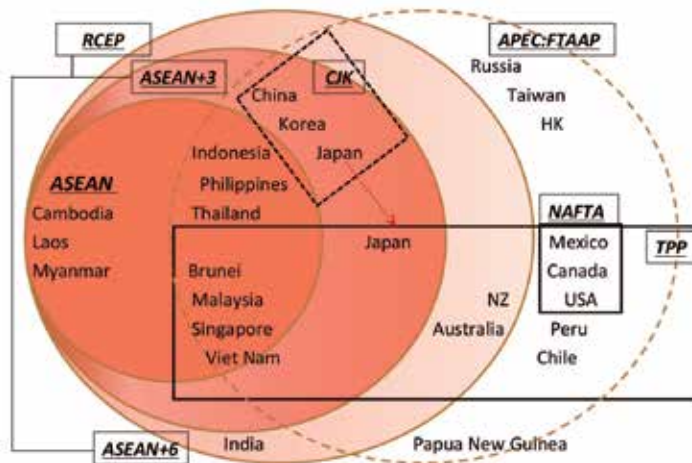 RCEP
APEC:FTAAP
ASEAN+3
CJK
Russia
China
Taiwan
Korea
HK
Indonesia
Japan
ASEAN
Philippines
Cambodia
Thailand
NAFTA
Laos
Japan
Mexico
TPP
Myanmar
Brunei
Canada
Malaysia
NZ
USA
Singapore
Australia
Peru
Viet Nam
Chile
ASEAN+6
India
Papua New Guinea